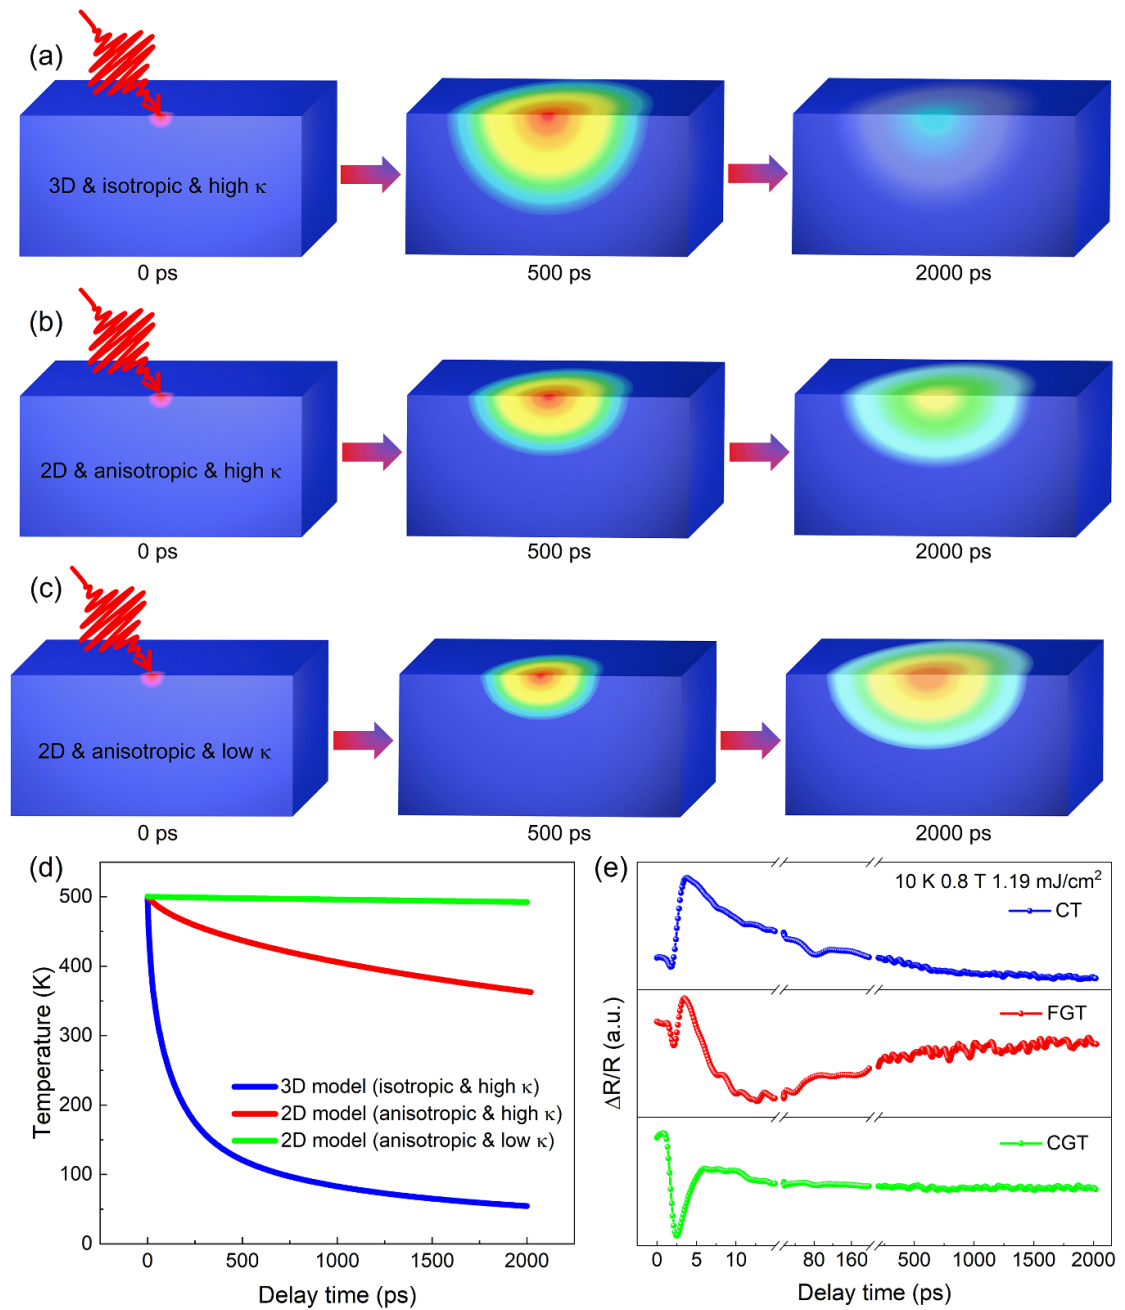 (a)
3D & isotropic & high κ
0 ps
500 ps
2000 ps
(b)
2D & anisotropic & high κ
0 ps
500 ps
2000 ps
(c)
2D & anisotropic & low κ
0 ps
500 ps
2000 ps
(d)
500
400
300
200
100
0
Temperature (K)
3D model (isotropic & high κ)
2D model (anisotropic & high κ)
2D model (anisotropic & low κ)
0 500 1000 1500 2000
Delay time (ps)
(e)
10 K 0.8 T 1.19 mJ/cm²
CT
FGT
CGT
ΔR/R (a.u.)
0 5 10 80 160 500 1000 1500 2000
Delay time (ps)